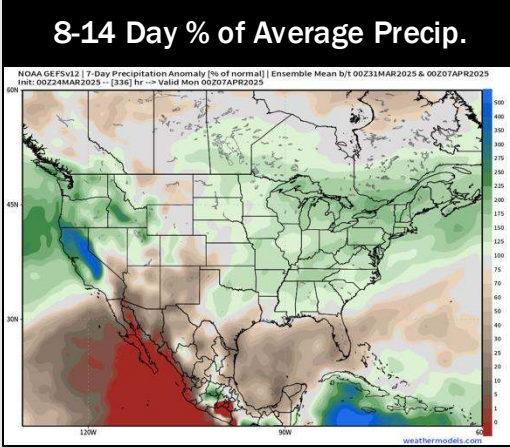 8-14 Day % of Average Precip.
NOAA GEFSv12 | 7-Day Precipitation Anomaly [% of normal] | Ensemble Mean b/t 00Z31MAR2025 & 00Z07APR2025
Init: 00Z24MAR2025 -- [336] hr --> Valid Mon 00Z07APR2025
60N
45N
30N
120W
90W
60
500
400
350
300
275
250
225
200
175
150
125
100
75
70
60
50
40
30
25
20
10
5
1
0
weathermodels.com